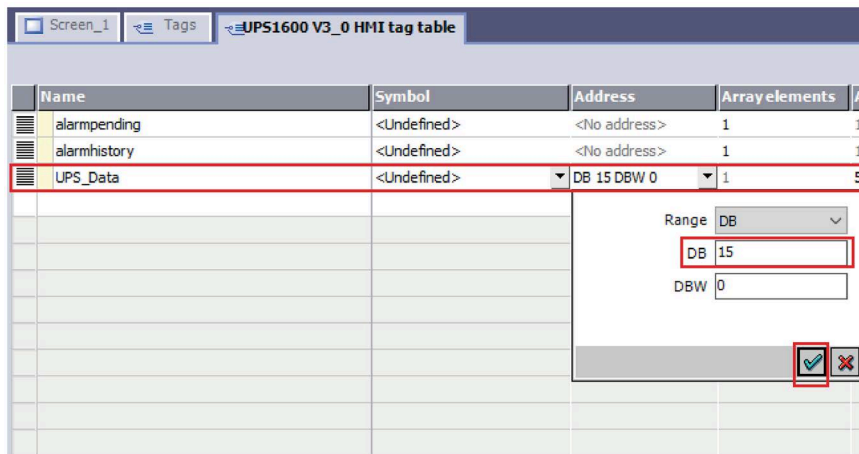 Screen_1 Tags UPS1600 V3_0 HMI tag table
Name Symbol Address Array elements
alarmpending <Undefined> <No address> 1
alarmhistory <Undefined> <No address> 1
UPS_Data <Undefined> DB 15 DBW 0 1
Range DB
DB 15
DBW 0